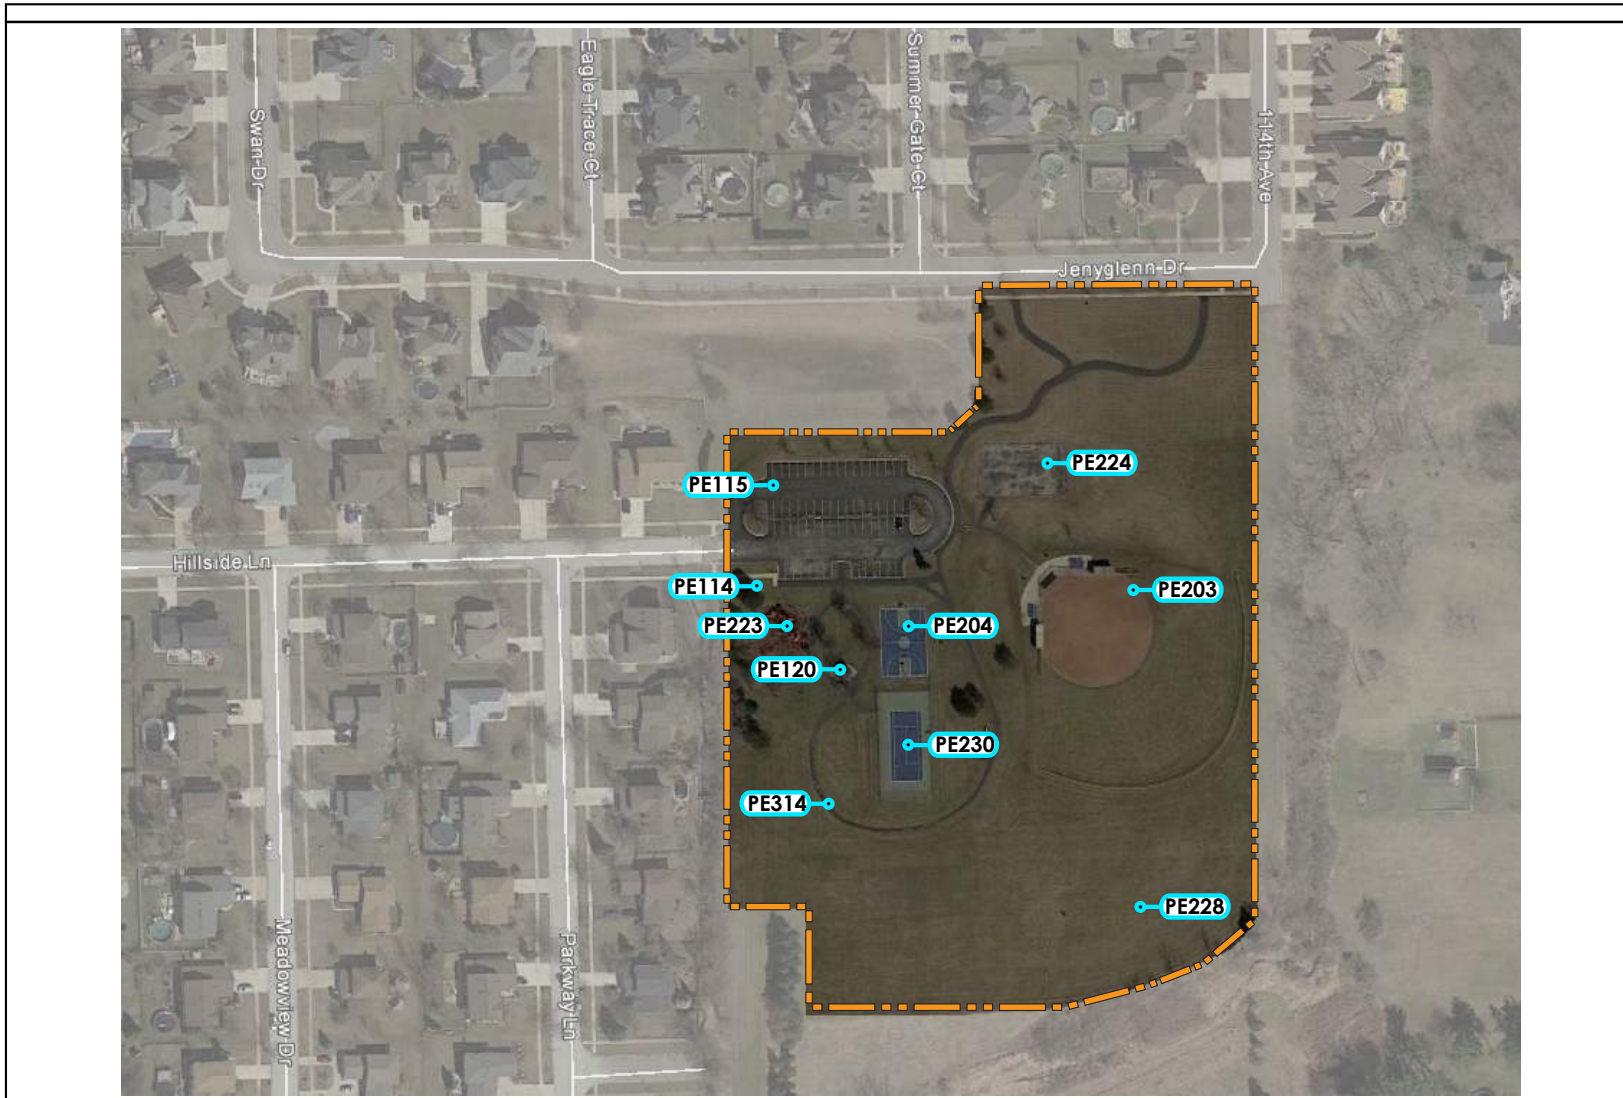 Swan Dr
Eagle Trace Ct
Summer Gate Ct
114th Ave
Jenyglenn Dr
PE224
PE115
Hillside Ln
PE114
PE203
PE223
PE204
PE120
PE230
PE314
PE228
Meadowview Dr
Parkway Ln